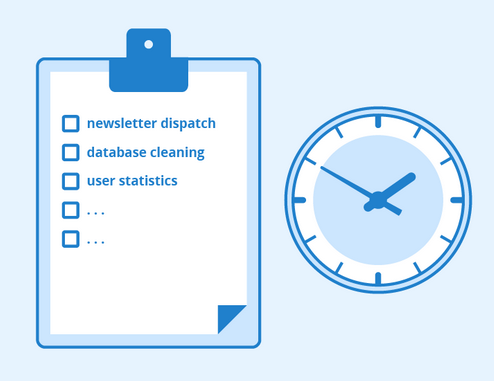 newsletter dispatch
database cleaning
user statistics
. . .
. . .